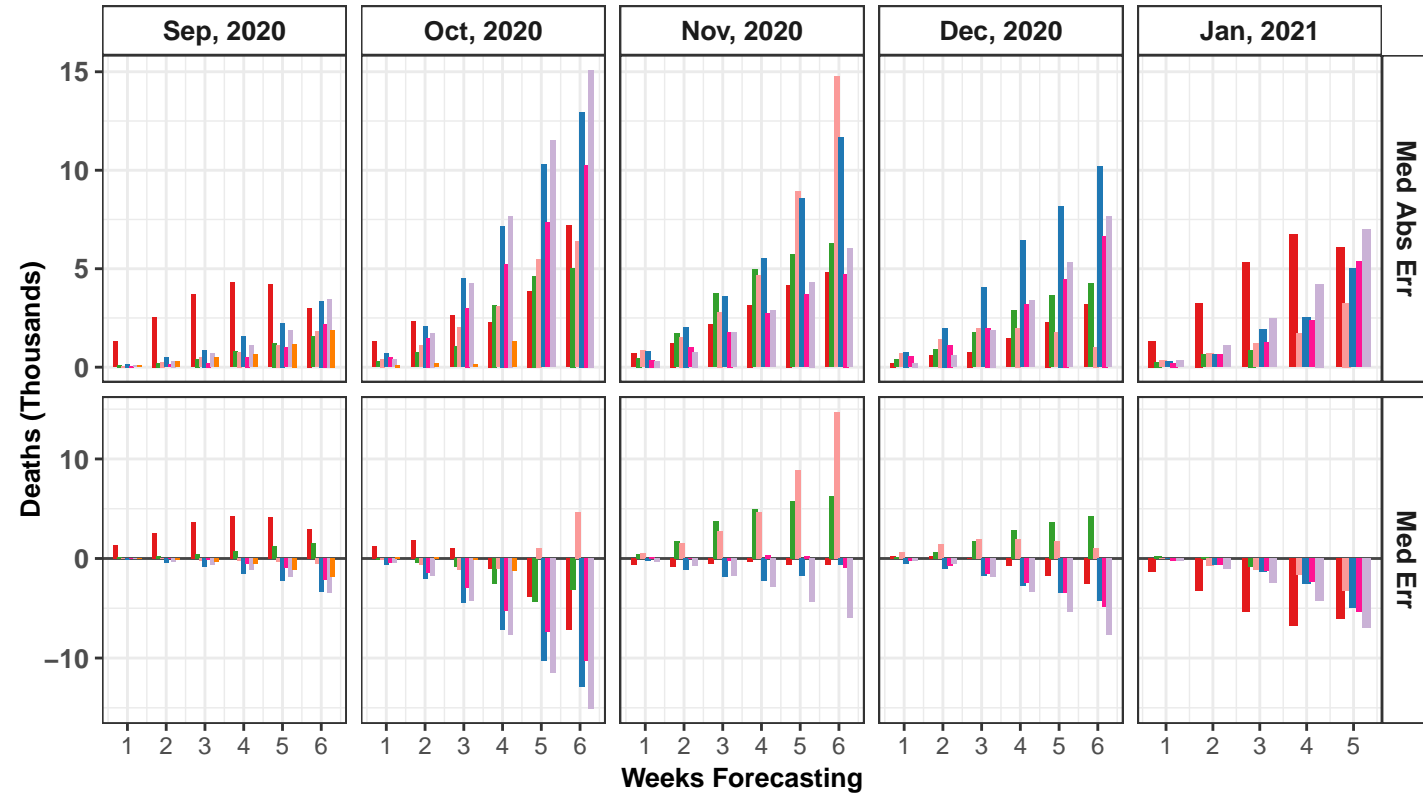 Sep, 2020 Oct, 2020 Nov, 2020 Dec, 2020 Jan, 2021
15
10
5
0
Med Abs Err
10
0
−10
Med Err
Deaths (Thousands)
1 2 3 4 5 6 1 2 3 4 5 6 1 2 3 4 5 6 1 2 3 4 5 6 1 2 3 4 5
Weeks Forecasting